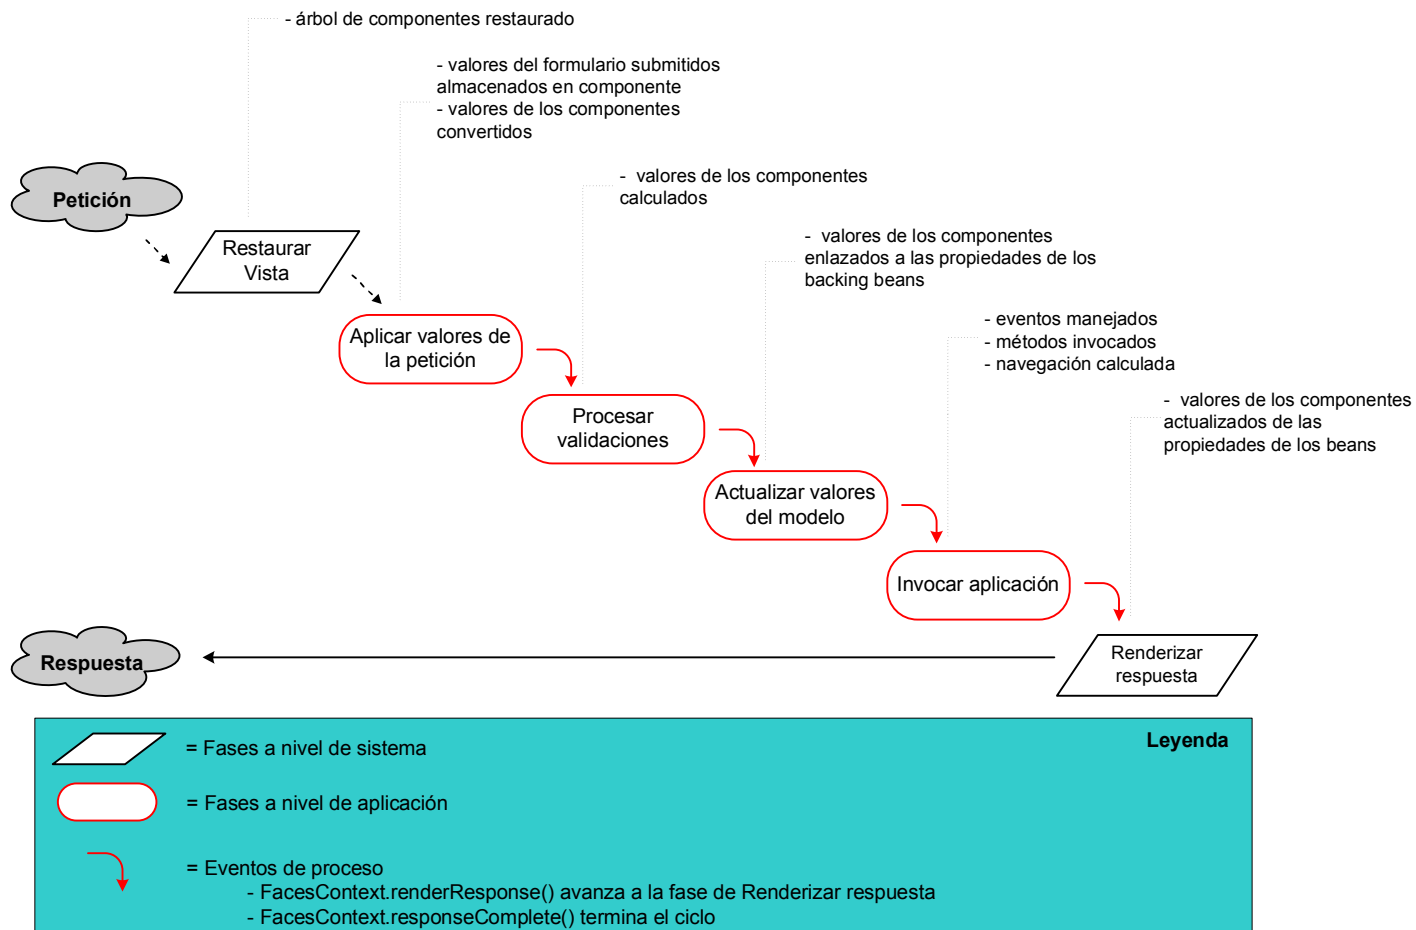 - árbol de componentes restaurado
- valores del formulario submitidos
almacenados en componente
- valores de los componentes
convertidos
Petición
- valores de los componentes
calculados
Restaurar
Vista
- valores de los componentes
enlazados a las propiedades de los
backing beans
Aplicar valores de
la petición
- eventos manejados
- métodos invocados
- navegación calculada
Procesar
validaciones
- valores de los componentes
actualizados de las
propiedades de los beans
Actualizar valores
del modelo
Invocar aplicación
Respuesta
Renderizar
respuesta
Leyenda
= Fases a nivel de sistema
= Fases a nivel de aplicación
= Eventos de proceso
- FacesContext.renderResponse() avanza a la fase de Renderizar respuesta
- FacesContext.responseComplete() termina el ciclo